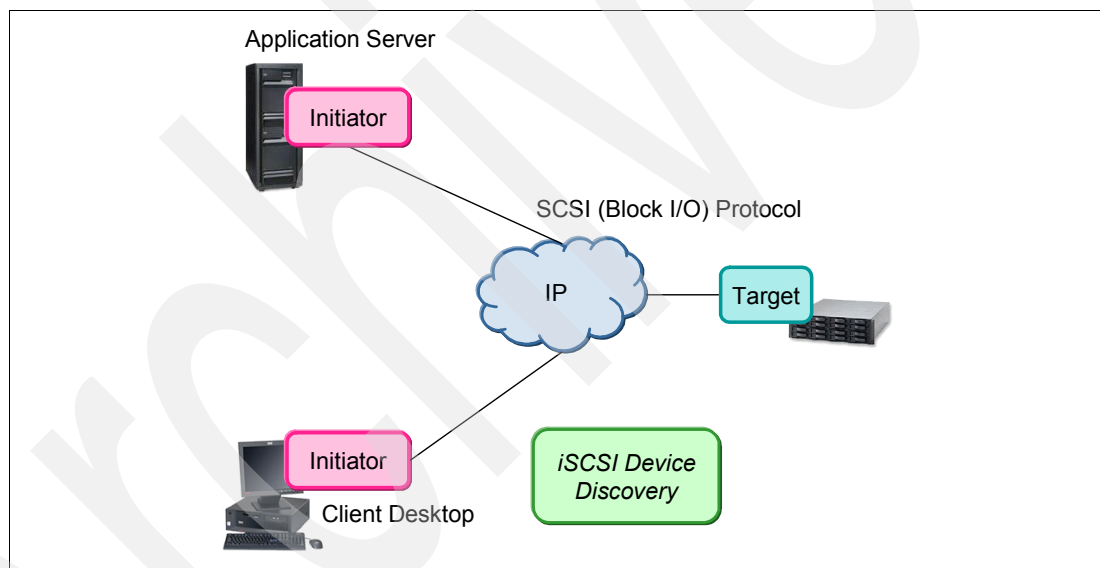 Application Server
Initiator
SCSI (Block I/O) Protocol
IP
Target
Initiator
Client Desktop
iSCSI Device
Discovery